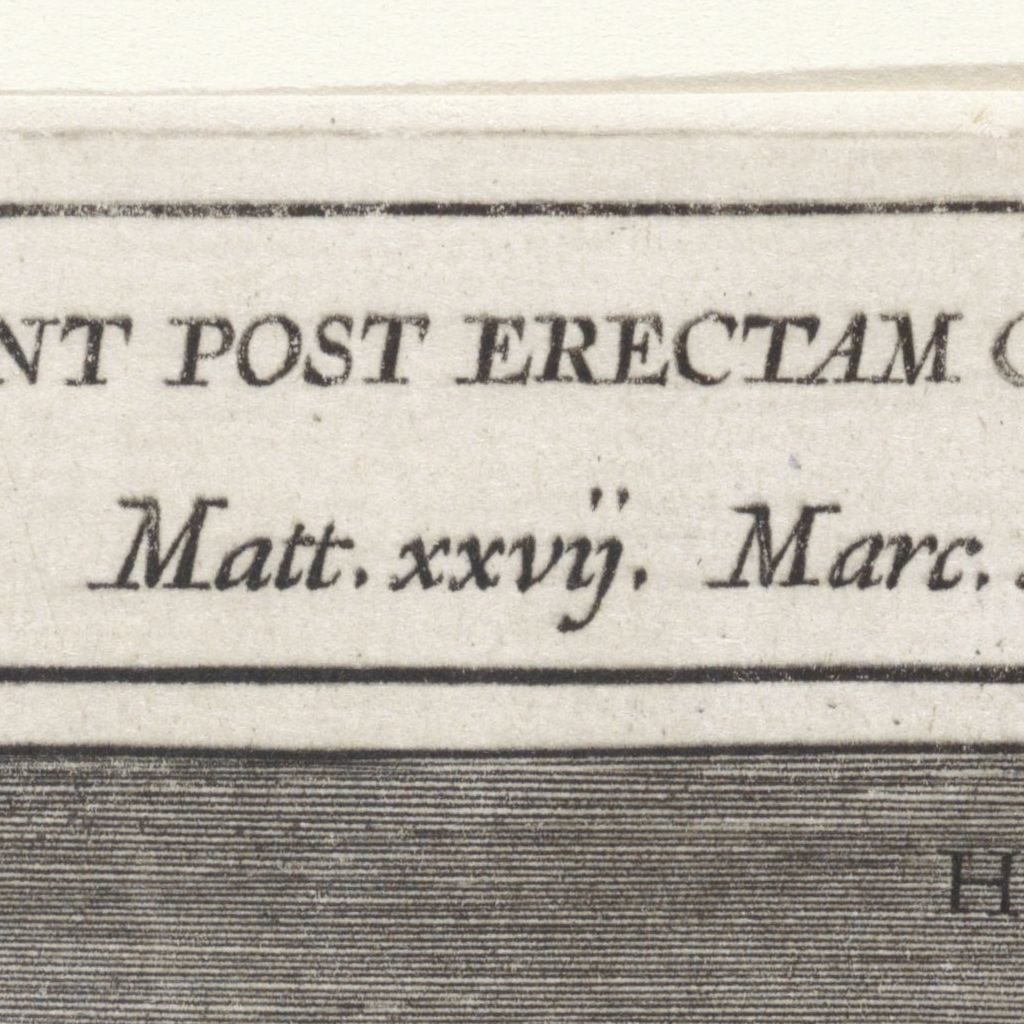 NT POST ERECTAM C
Matt. xxvij. Marc.
H